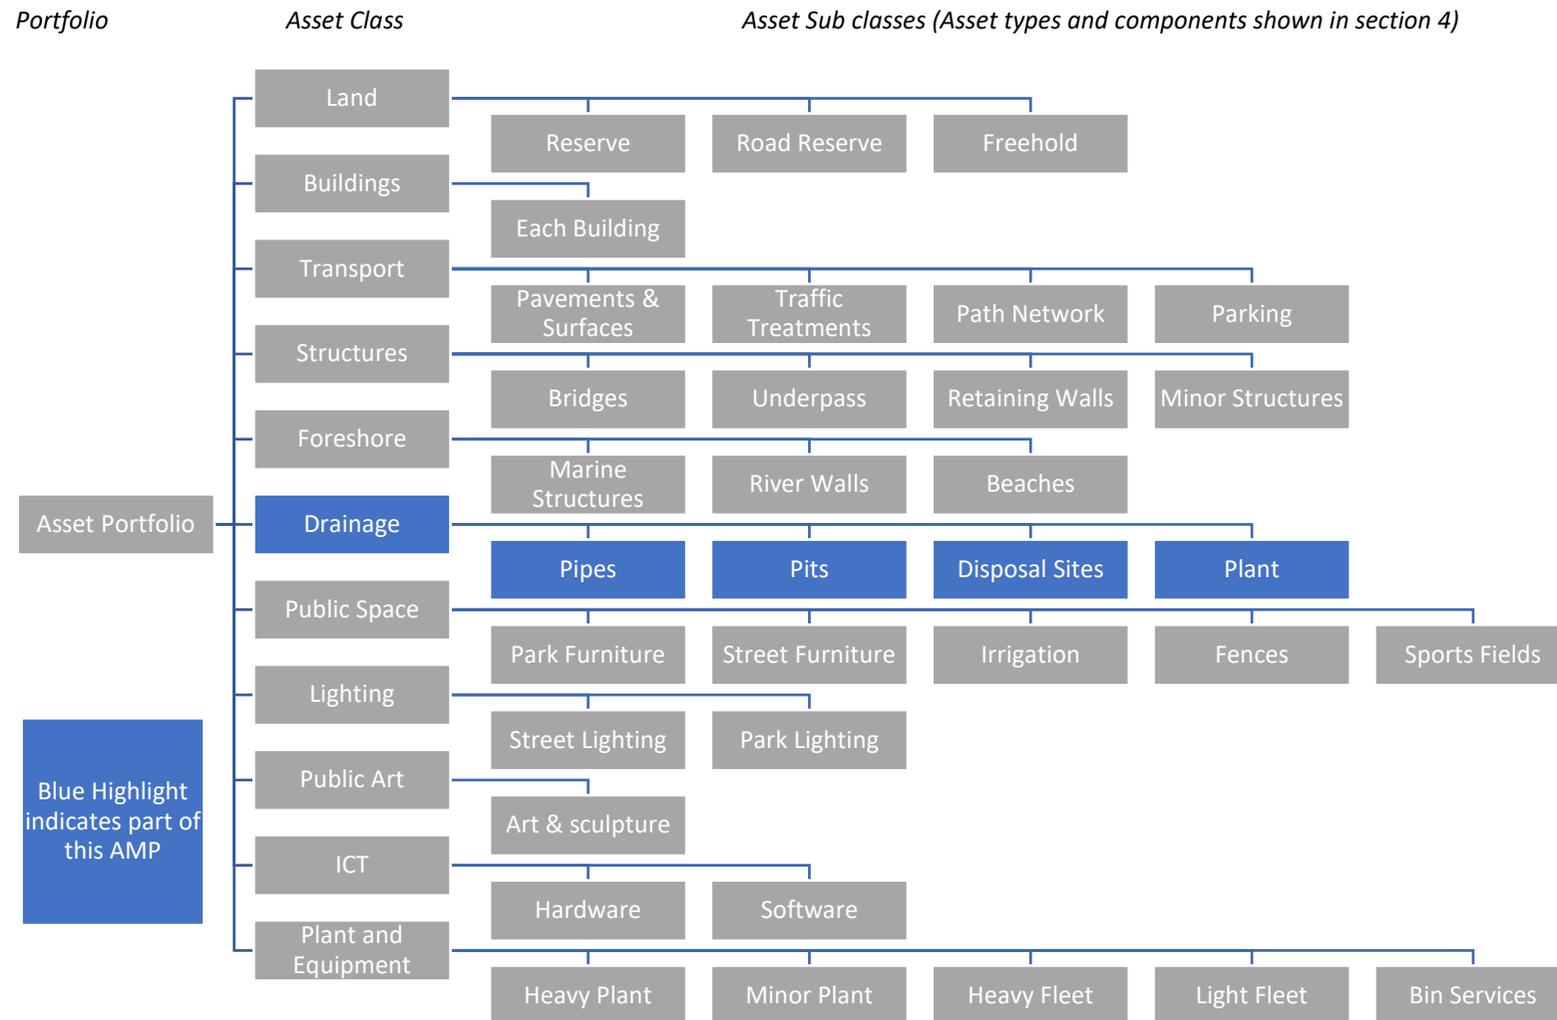 Portfolio
Asset Class
Asset Sub classes (Asset types and components shown in section 4)
Land
Reserve
Road Reserve
Freehold
Buildings
Each Building
Transport
Pavements &
Surfaces
Traffic
Treatments
Path Network
Parking
Structures
Bridges
Underpass
Retaining Walls
Minor Structures
Foreshore
Marine
Structures
River Walls
Beaches
Asset Portfolio
Drainage
Pipes
Pits
Disposal Sites
Plant
Public Space
Park Furniture
Street Furniture
Irrigation
Fences
Sports Fields
Lighting
Street Lighting
Park Lighting
Blue Highlight
indicates part of
this AMP
Public Art
Art & sculpture
ICT
Hardware
Software
Plant and
Equipment
Heavy Plant
Minor Plant
Heavy Fleet
Light Fleet
Bin Services